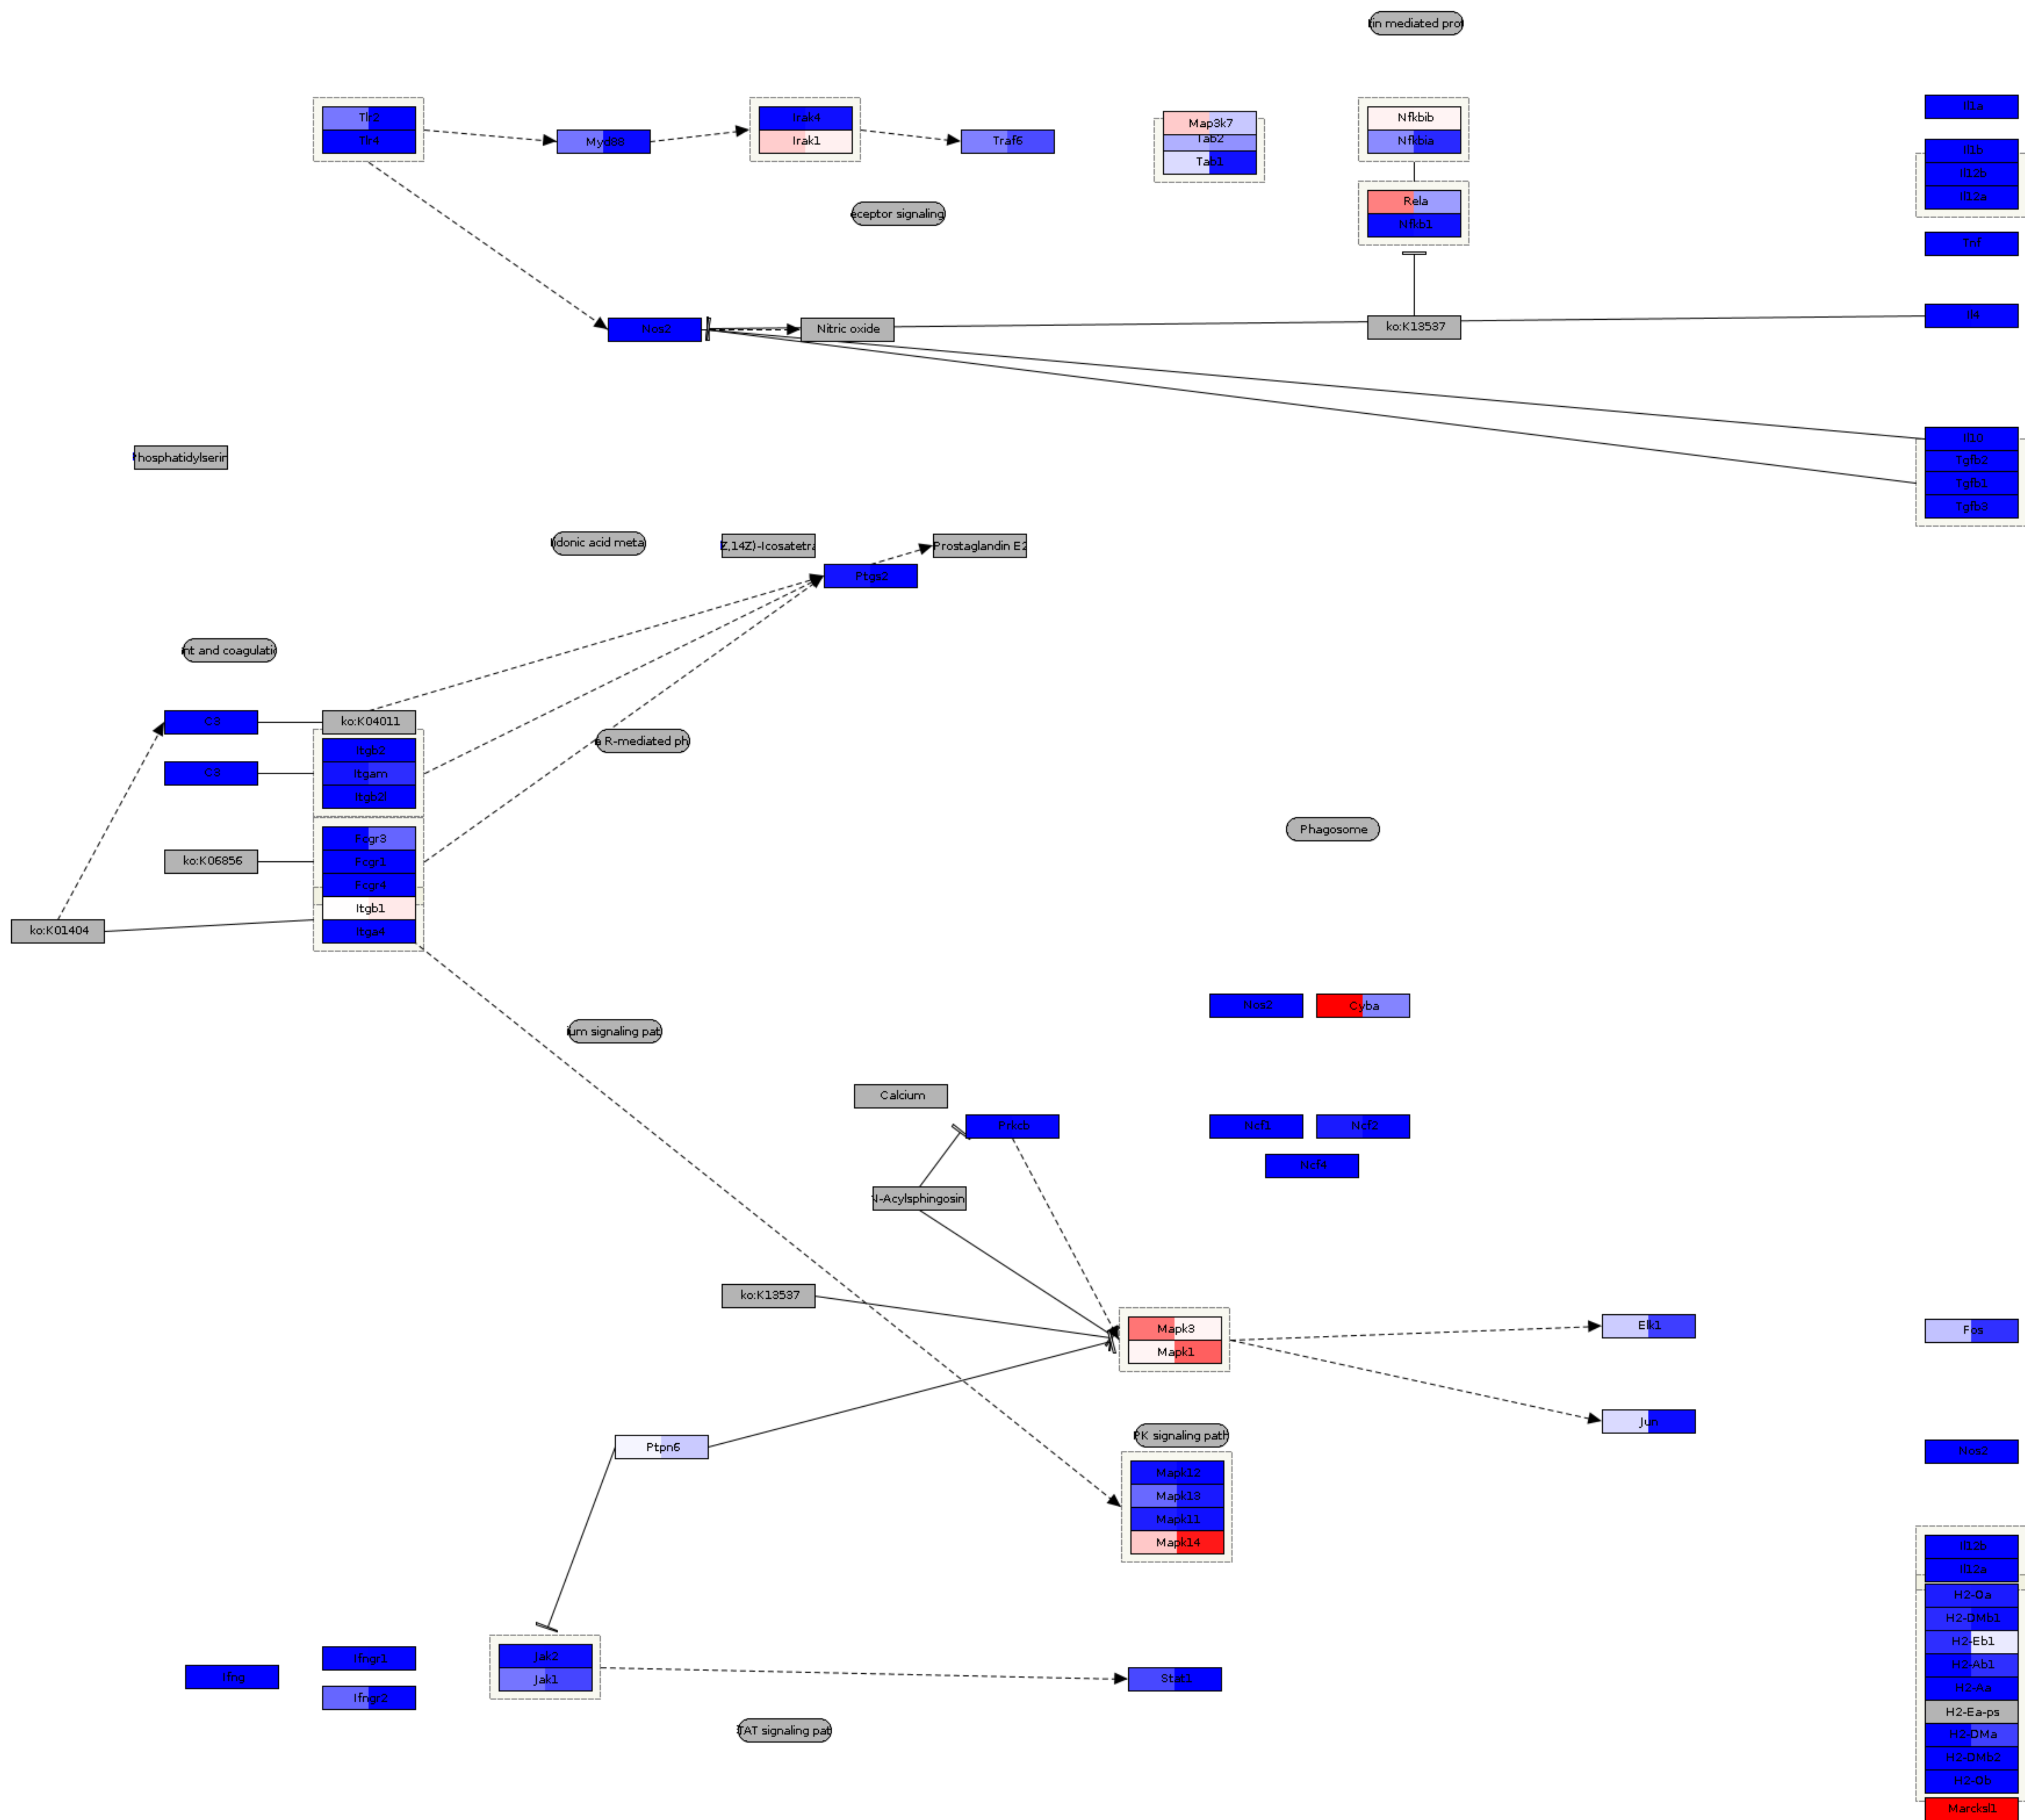 in mediated prot
Il1a
Tlr2
Tlr4
Myd88
Irak4
Irak1
Traf6
Map3k7
Tab2
Tab1
Nfkbib
Nfkbia
Il1b
Il12b
Il12a
Rela
Nfkb1
eceptor signaling
Tnf
Nos2
Nitric oxide
ko:K13537
Il4
Phosphatidylserin
Il10
Tgfb2
Tgfb1
Tgfb3
idonic acid meta
Z,14Z)-Icosatetra
Prostaglandin E2
Ptgs2
nt and coagulatio
C3
ko:K04011
Itgb2
Itgam
Itgb2l
C3
a R-mediated ph
Phagosome
Fcgr3
Fcgr1
Fcgr4
ko:K06856
Itgb1
Itga4
ko:K01404
Nos2
Cyba
ium signaling pat
Calcium
Prkcb
Ncf1
Ncf2
Ncf4
N-Acylsphingosin
ko:K13537
Mapk3
Mapk1
Elk1
Fos
Jun
PK signaling path
Ptpn6
Nos2
Mapk12
Mapk13
Mapk11
Mapk14
Il12b
Il12a
H2-Oa
H2-DMb1
H2-Eb1
H2-Ab1
H2-Aa
H2-Ea-ps
H2-DMa
H2-DMb2
H2-Ob
Marcksl1
Ifng
Ifngr1
Ifngr2
Jak2
Jak1
Stat1
TAT signaling pat